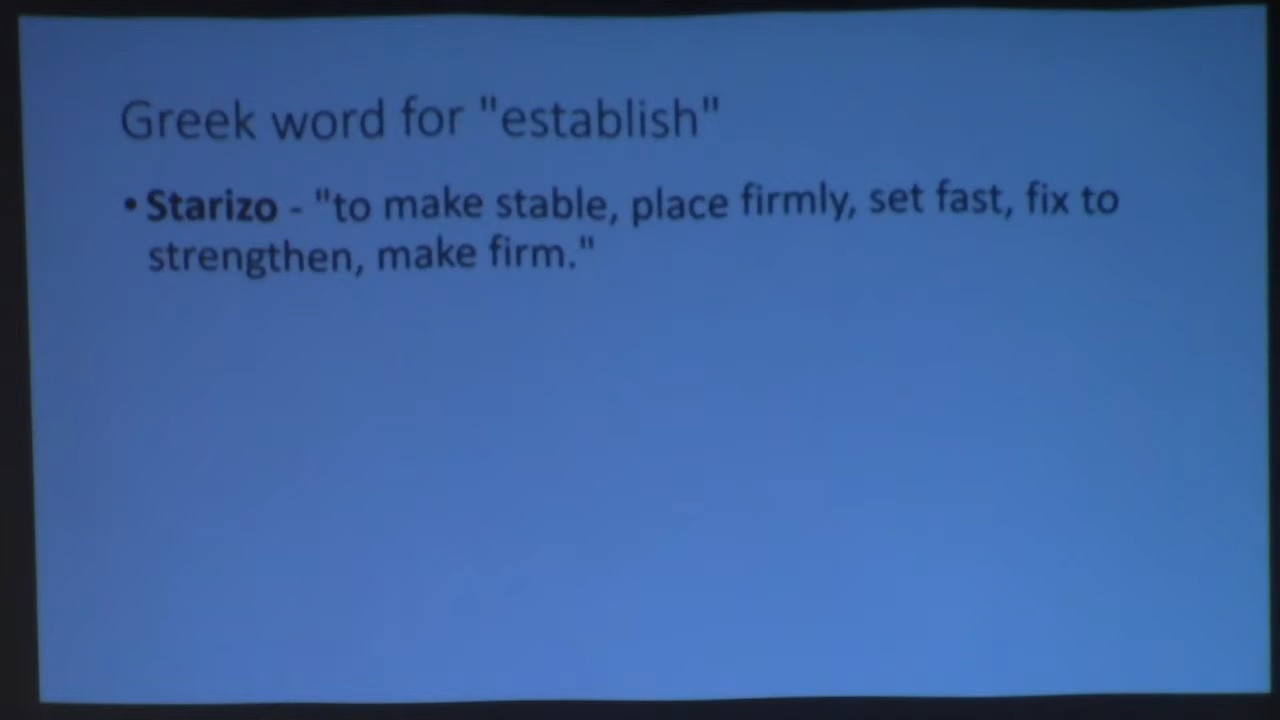 Greek word for "establish"
• Starizo - "to make stable, place firmly, set fast, fix to
strengthen, make firm."